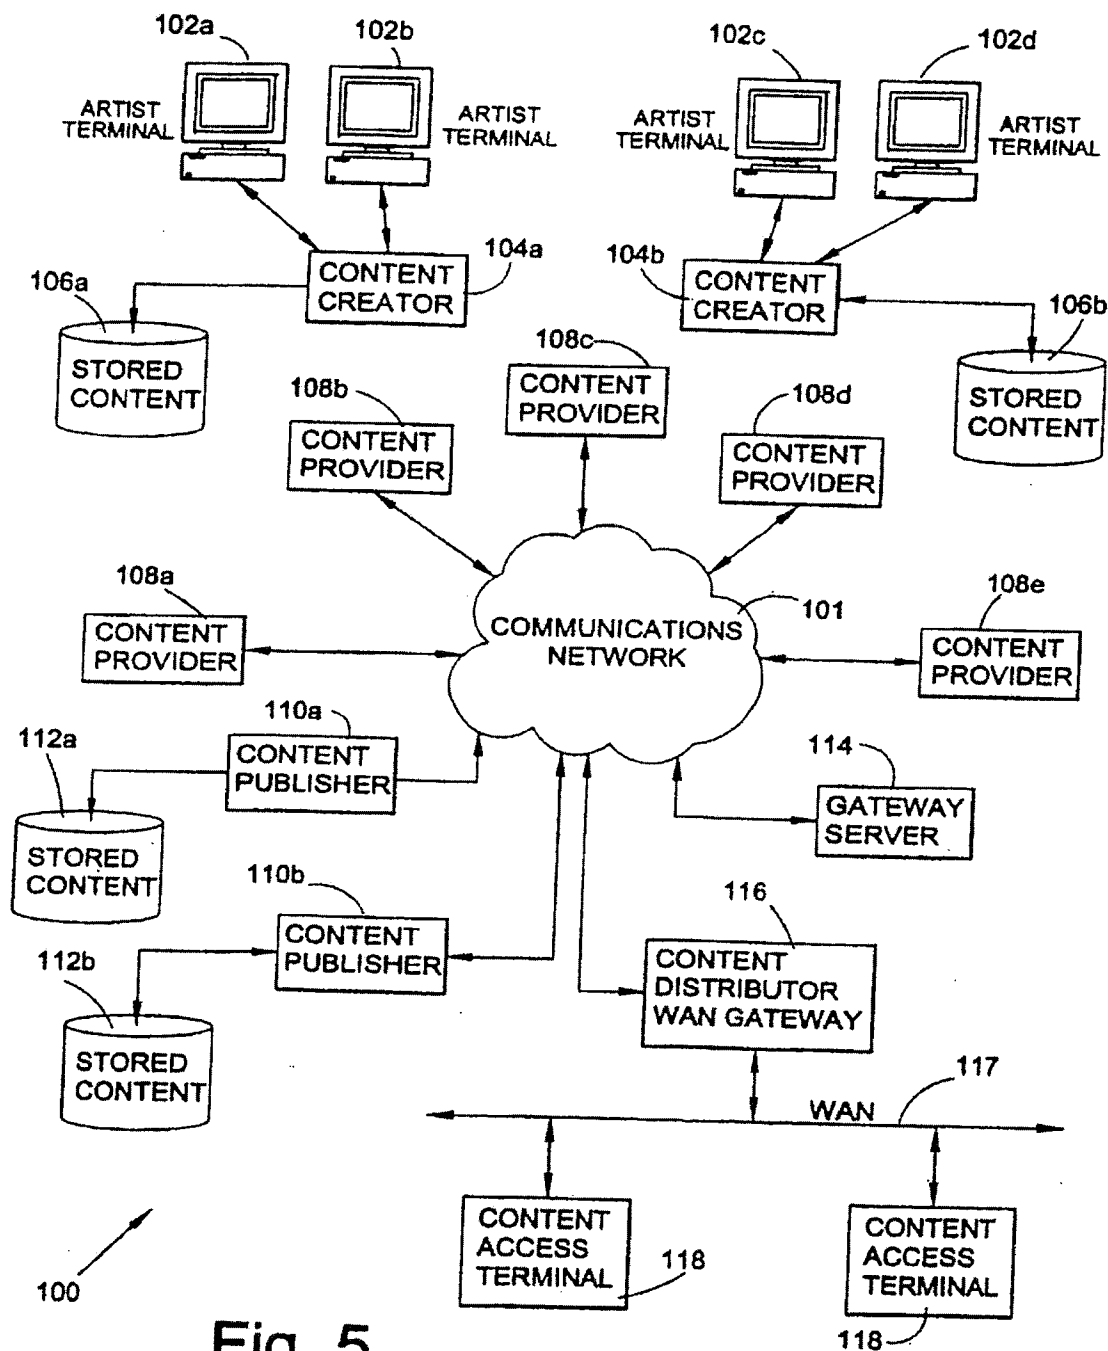 102a
102b
102c
102d
ARTIST
TERMINAL
ARTIST
TERMINAL
ARTIST
TERMINAL
ARTIST
TERMINAL
CONTENT
CREATOR
104a
104b
CONTENT
CREATOR
106a
STORED
CONTENT
106b
STORED
CONTENT
108b
CONTENT
PROVIDER
108c
CONTENT
PROVIDER
108d
CONTENT
PROVIDER
108a
CONTENT
PROVIDER
COMMUNICATIONS
NETWORK
101
108e
CONTENT
PROVIDER
110a
CONTENT
PUBLISHER
112a
STORED
CONTENT
114
GATEWAY
SERVER
110b
CONTENT
PUBLISHER
112b
STORED
CONTENT
116
CONTENT
DISTRIBUTOR
WAN GATEWAY
117
WAN
CONTENT
ACCESS
TERMINAL
118
CONTENT
ACCESS
TERMINAL
118
100
Fig. 5